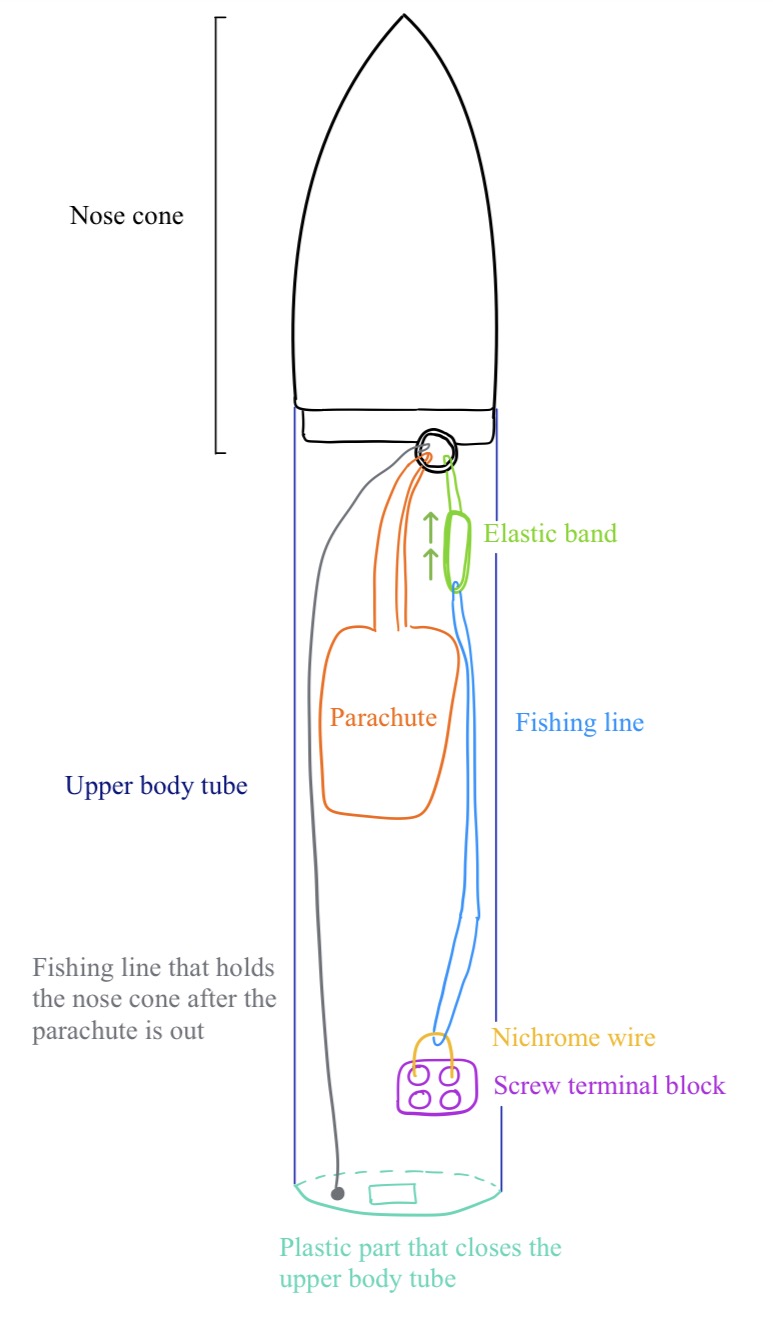 Nose cone
Elastic band
Parachute
Fishing line
Upper body tube
Fishing line that holds
the nose cone after the
parachute is out
Nichrome wire
Screw terminal block
Plastic part that closes the
upper body tube